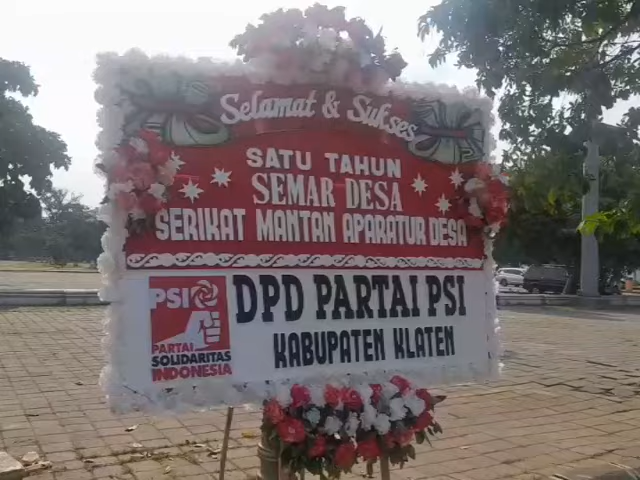 Selamat & Sukses
SATU TAHUN
SEMAR DESA
SERIKAT MANTAN APARATUR DESA
PSI
PARTAI
SOLIDARITAS
INDONESIA
DPD PARTAI PSI
KABUPATEN KLATEN